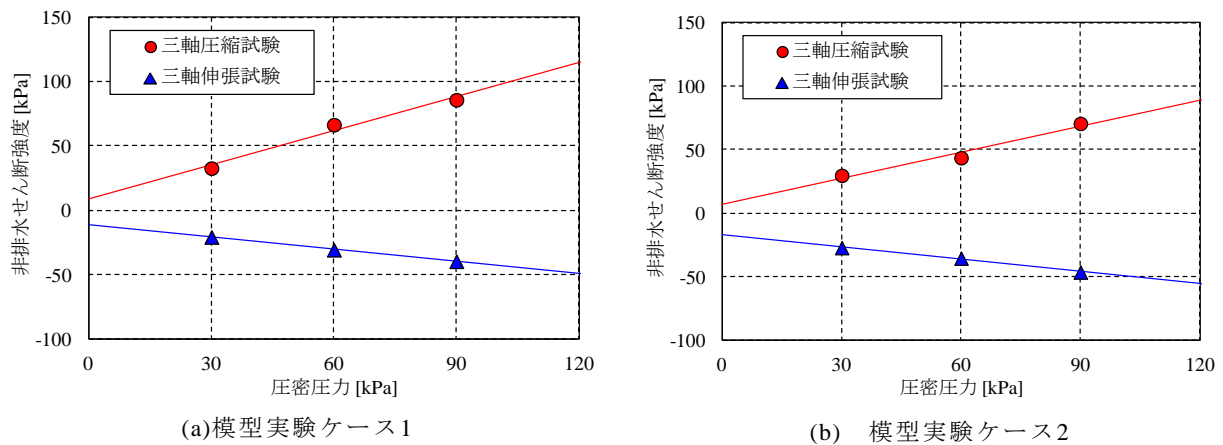 150
100
50
0
-50
-100
0
30
60
90
120
非排水せん断強度 [kPa]
圧密圧力 [kPa]
三軸圧縮試験
三軸伸張試験
(a)模型実験ケース1
150
100
50
0
-50
-100
0
30
60
90
120
非排水せん断強度 [kPa]
圧密圧力 [kPa]
三軸圧縮試験
三軸伸張試験
(b) 模型実験ケース2